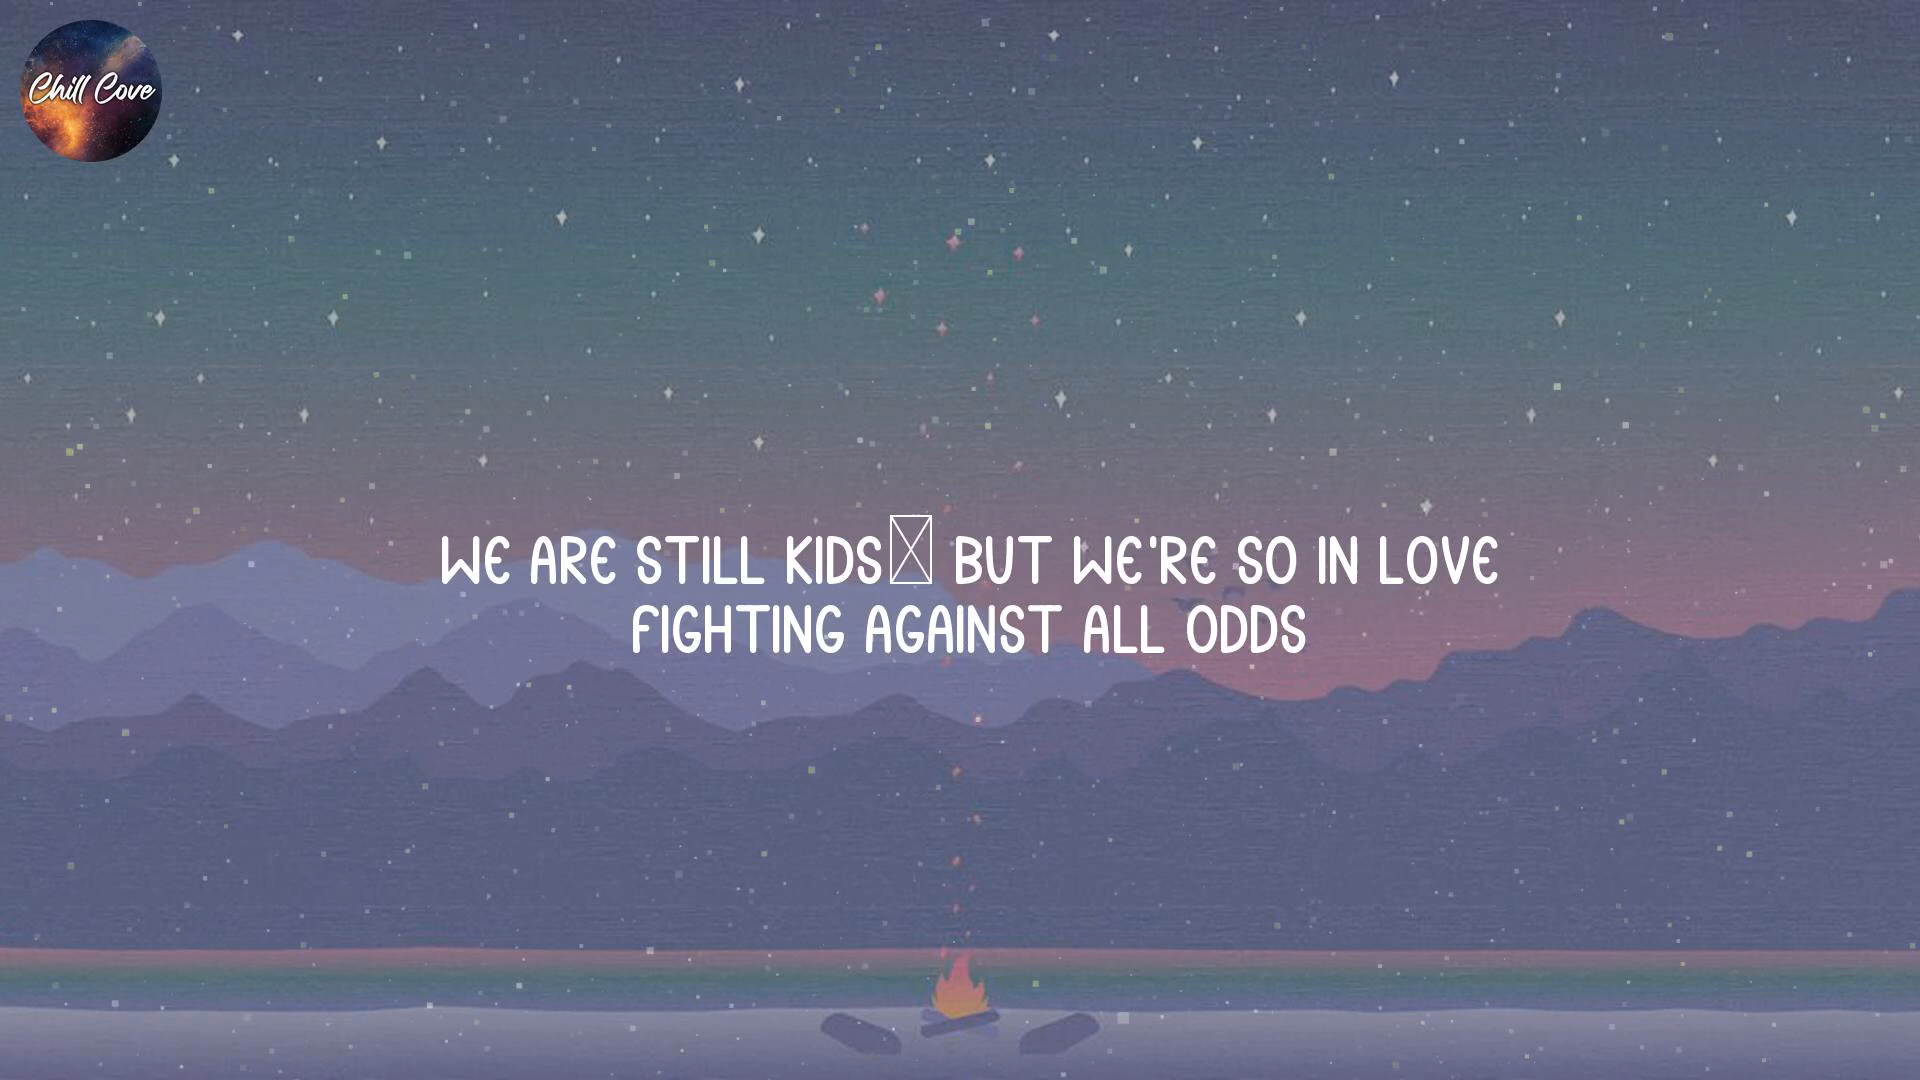 Chill Cove
WE ARE STILL KIDS BUT WE'RE SO IN LOVE
FIGHTING AGAINST ALL ODDS